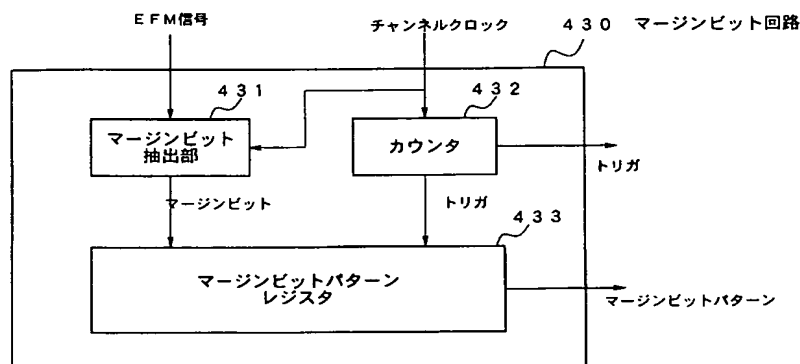 EFM信号
チャンネルクロック
430 マージンビット回路
431
432
マージンビット
抽出部
カウンタ
トリガ
マージンビット
トリガ
433
マージンビットパターン
レジスタ
マージンビットパターン